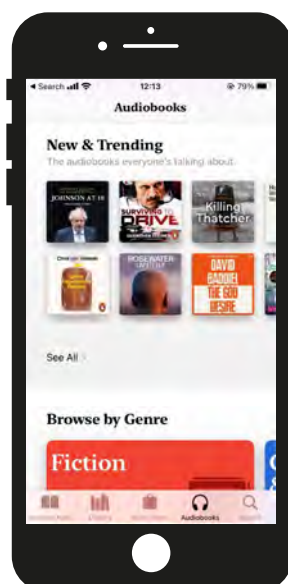 Search
12:13
79%
Audiobooks
New & Trending
The audiobooks everyone's talking about.
JOHNSON AT 10
SURVIVING TO
DRIVE
Killing
Thatcher
ROSEWATER
DAVID
BADDIEL
THE GOD
DESIRE
See All
Browse by Genre
Fiction
Audiobooks